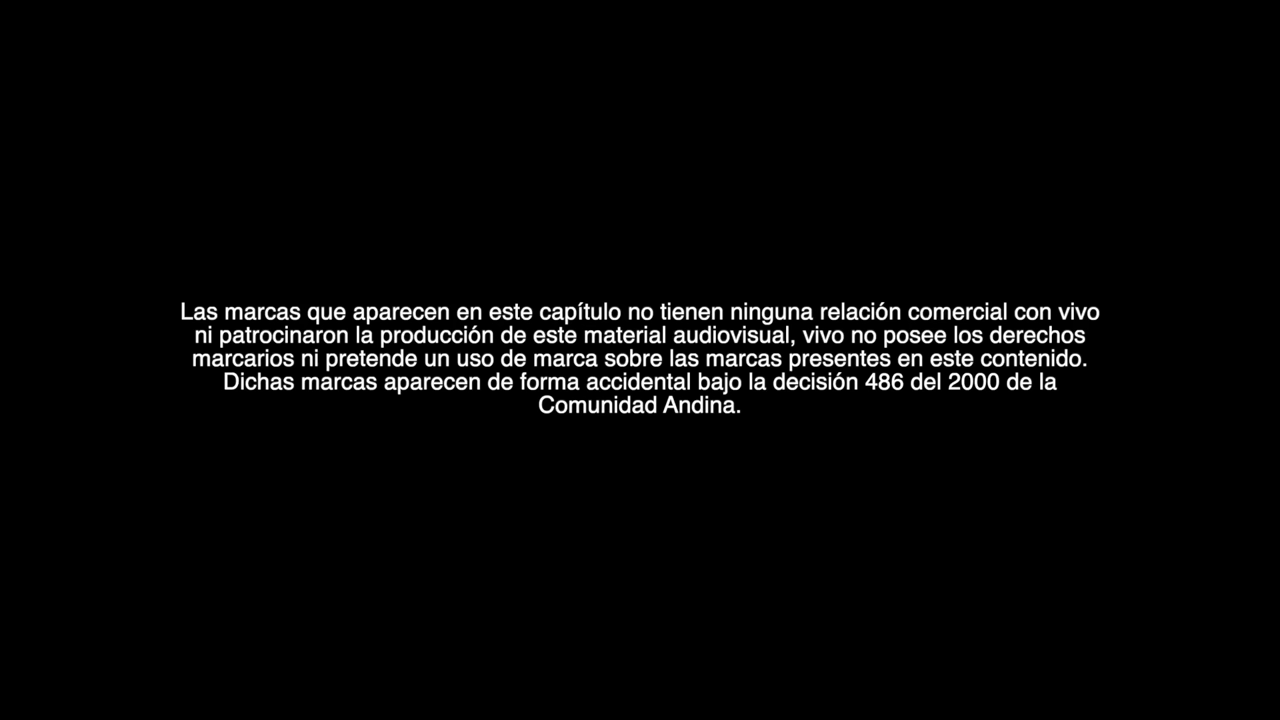 Las marcas que aparecen en este capítulo no tienen ninguna relación comercial con vivo
ni patrocinaron la producción de este material audiovisual, vivo no posee los derechos
marcarios ni pretende un uso de marca sobre las marcas presentes en este contenido.
Dichas marcas aparecen de forma accidental bajo la decisión 486 del 2000 de la
Comunidad Andina.